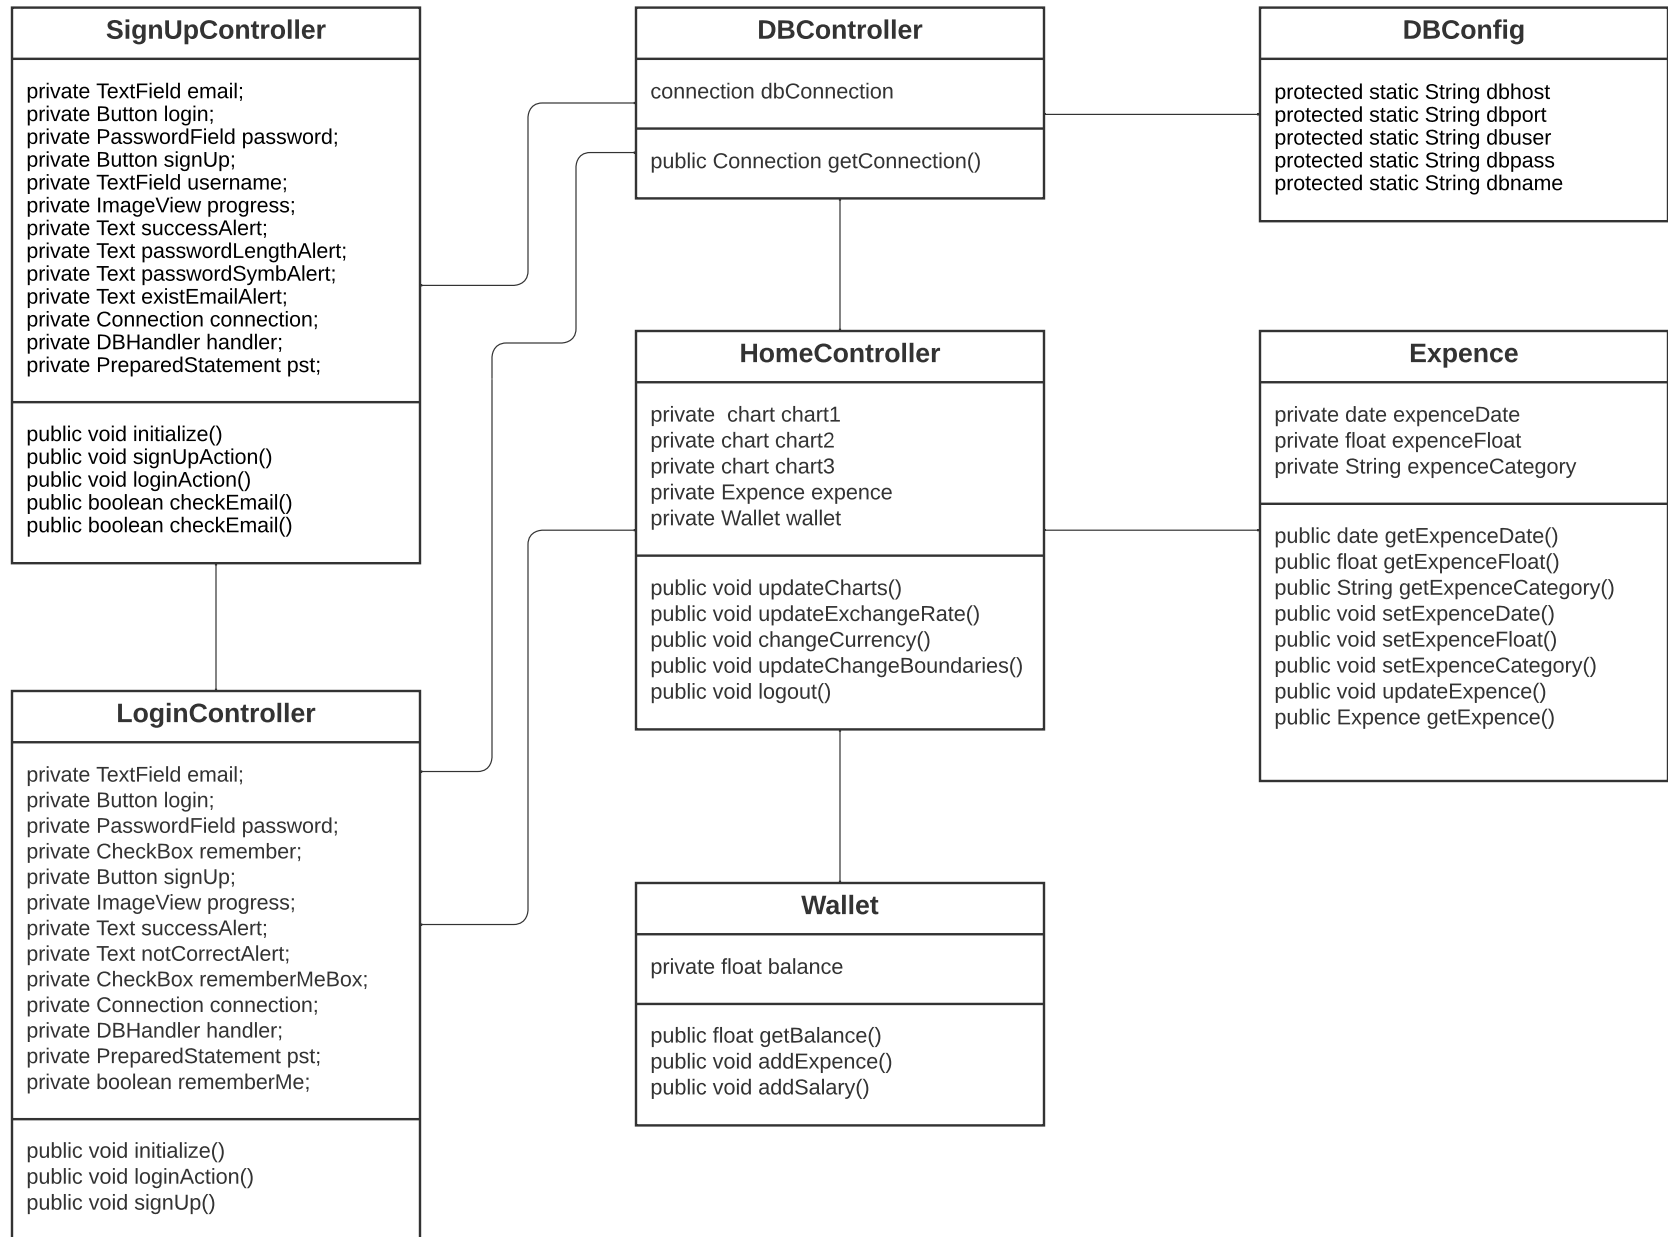 SignUpController
private TextField email;
private Button login;
private PasswordField password;
private Button signUp;
private TextField username;
private ImageView progress;
private Text successAlert;
private Text passwordLengthAlert;
private Text passwordSymbAlert;
private Text existEmailAlert;
private Connection connection;
private DBHandler handler;
private PreparedStatement pst;
public void initialize()
public void signUpAction()
public void loginAction()
public boolean checkEmail()
public boolean checkEmail()
DBController
connection dbConnection
public Connection getConnection()
DBConfig
protected static String dbhost
protected static String dbport
protected static String dbuser
protected static String dbpass
protected static String dbname
HomeController
private  chart chart1
private chart chart2
private chart chart3
private Expence expence
private Wallet wallet
public void updateCharts()
public void updateExchangeRate()
public void changeCurrency()
public void updateChangeBoundaries()
public void logout()
Expence
private date expenceDate
private float expenceFloat
private String expenceCategory
public date getExpenceDate()
public float getExpenceFloat()
public String getExpenceCategory()
public void setExpenceDate()
public void setExpenceFloat()
public void setExpenceCategory()
public void updateExpence()
public Expence getExpence()
LoginController
private TextField email;
private Button login;
private PasswordField password;
private CheckBox remember;
private Button signUp;
private ImageView progress;
private Text successAlert;
private Text notCorrectAlert;
private CheckBox rememberMeBox;
private Connection connection;
private DBHandler handler;
private PreparedStatement pst;
private boolean rememberMe;
public void initialize()
public void loginAction()
public void signUp()
Wallet
private float balance
public float getBalance()
public void addExpence()
public void addSalary()